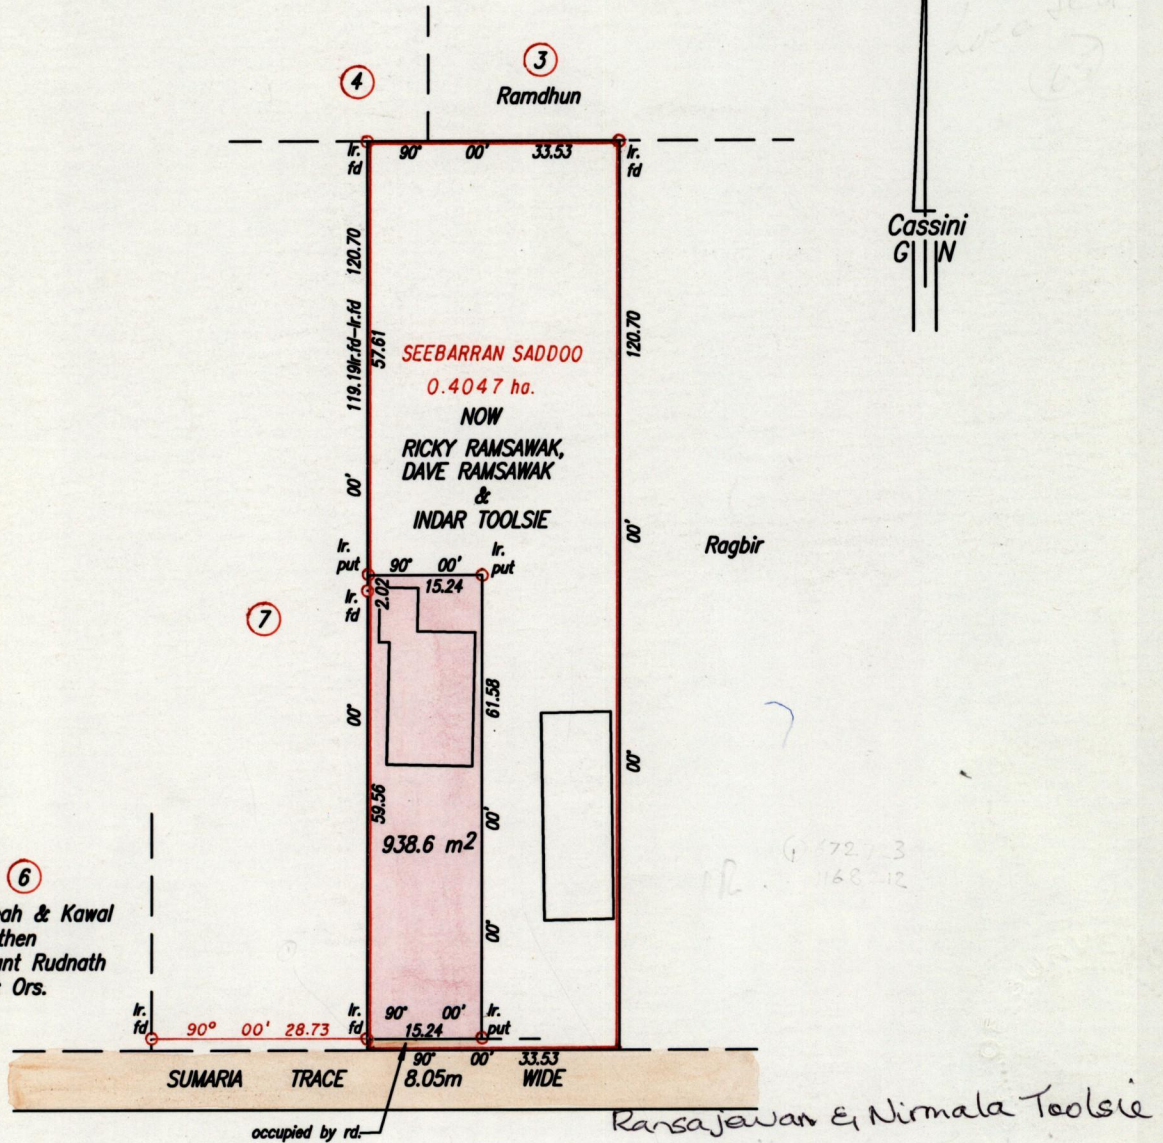 4
3
Ramdhun
Ir.
fd
90° 00' 33.53
Ir.
fd
Cassini
G N
120.70
119.19Ir.fd–Ir.fd
57.61
120.70
SEEBARRAN SADDOO
0.4047 ha.
NOW
RICKY RAMSAWAK,
DAVE RAMSAWAK
&
INDAR TOOLSIE
00'
00'
Ragbir
Ir.
put
90° 00'
15.24
Ir.
put
Ir.
fd
2.02
7
61.58
00°
00°
59.56
00'
938.6 m2
6
ah & Kawal
then
nt Rudnath
Ors.
00°
Ir.
fd
90° 00' 28.73
Ir.
fd
90° 00'
15.24
Ir.
put
90° 00' 33.53
SUMARIA TRACE 8.05m WIDE
occupied by rd.
Ransajewan & Nirmala Toolsie